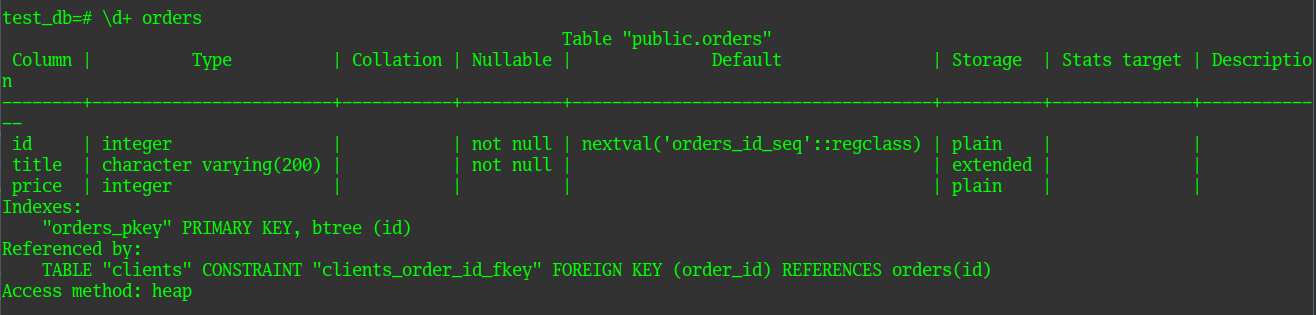 test_db=# \d+ orders
                                                        Table "public.orders"
 Column |          Type          | Collation | Nullable |              Default               | Storage  | Stats target | Descriptio
n
--------+------------------------+-----------+----------+------------------------------------+----------+--------------+-----------
--
 id     | integer                |           | not null | nextval('orders_id_seq'::regclass) | plain    |              |
 title  | character varying(200) |           | not null |                                    | extended |              |
 price  | integer                |           |          |                                    | plain    |              |
Indexes:
    "orders_pkey" PRIMARY KEY, btree (id)
Referenced by:
    TABLE "clients" CONSTRAINT "clients_order_id_fkey" FOREIGN KEY (order_id) REFERENCES orders(id)
Access method: heap